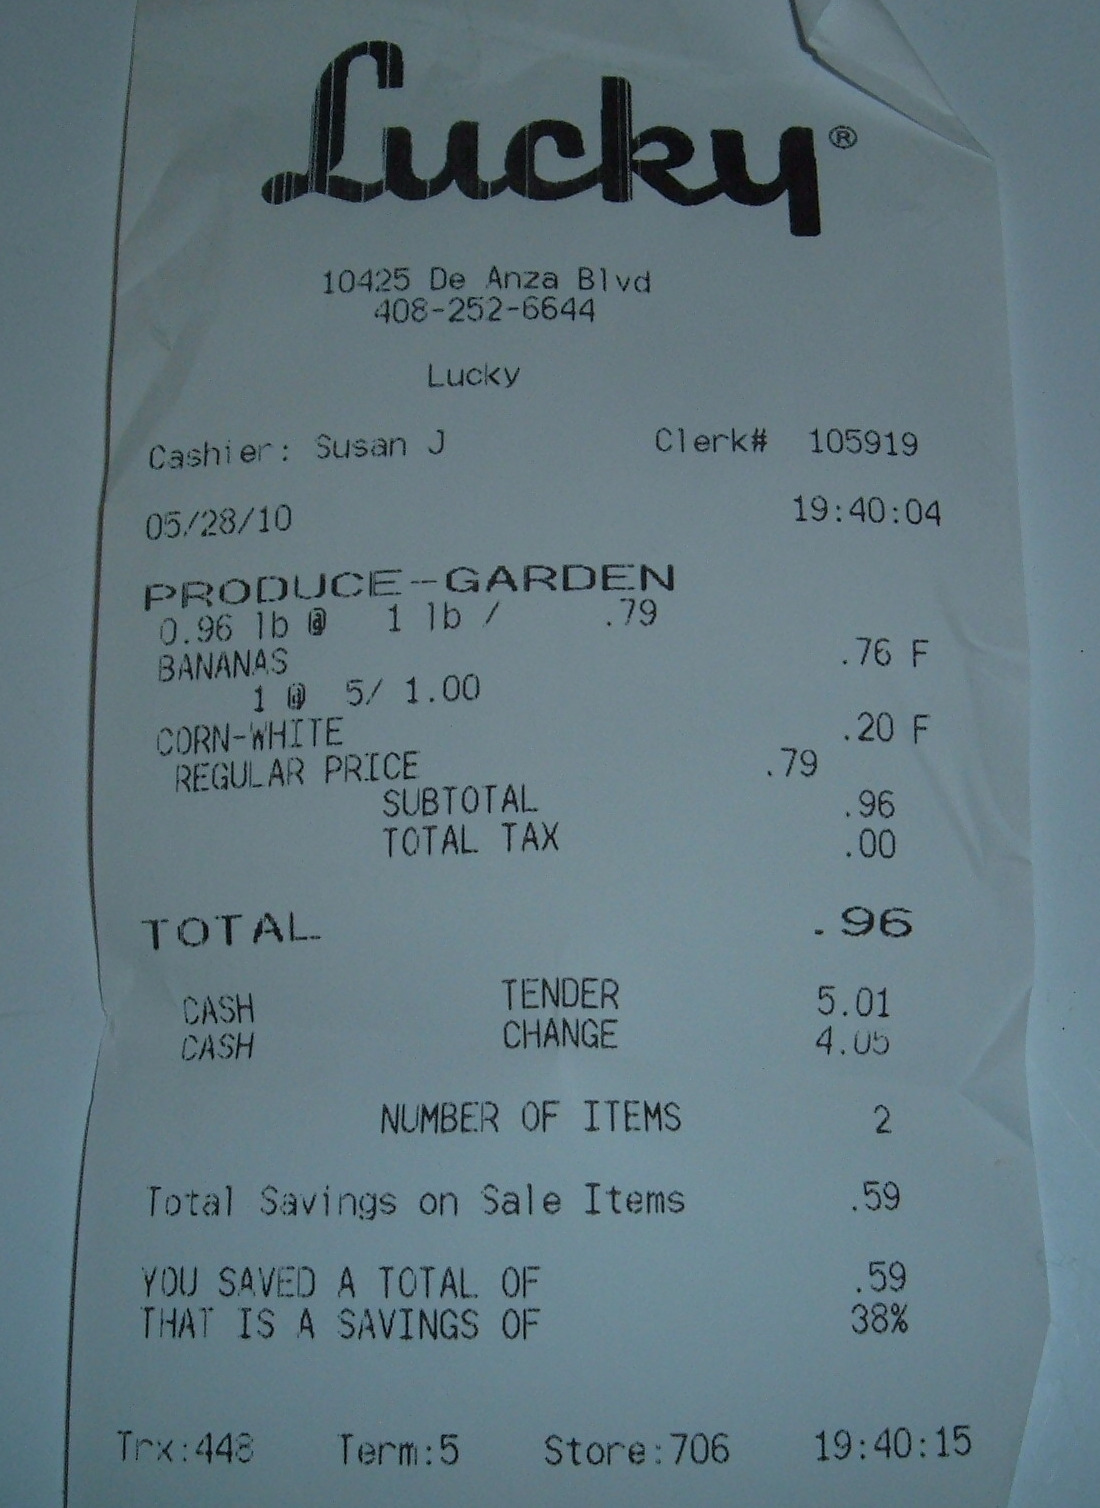 Lucky®
10425 De Anza Blvd
408-252-6644
Lucky
Cashier: Susan J Clerk# 105919
05/28/10 19:40:04
PRODUCE-GARDEN
0.96 lb @ 1 lb / .79
BANANAS .76 F
1 @ 5/ 1.00
CORN-WHITE .20 F
REGULAR PRICE .79
SUBTOTAL .96
TOTAL TAX .00
TOTAL .96
CASH TENDER 5.01
CASH CHANGE 4.05
NUMBER OF ITEMS 2
Total Savings on Sale Items .59
YOU SAVED A TOTAL OF .59
THAT IS A SAVINGS OF 38%
Trx:448 Term:5 Store:706 19:40:15